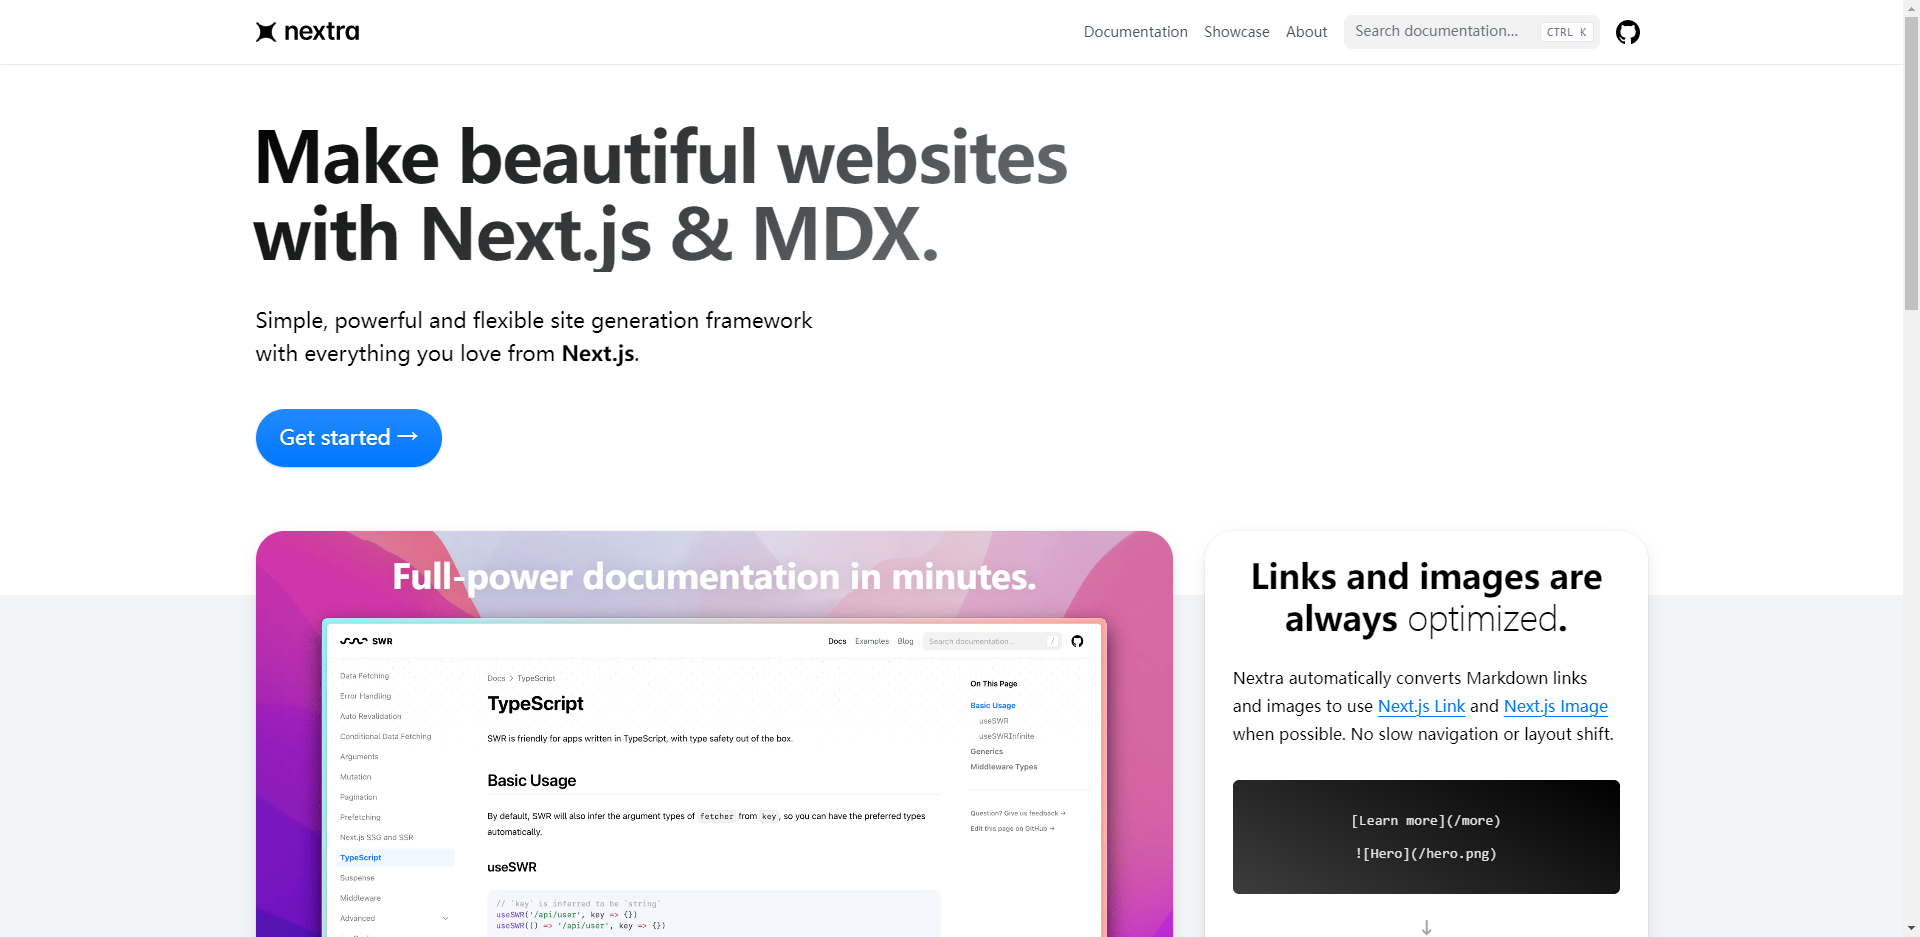 nextra
Documentation Showcase About Search documentation... CTRL K
Make beautiful websites
with Next.js & MDX.
Simple, powerful and flexible site generation framework
with everything you love from Next.js.
Get started →
Full-power documentation in minutes.
SWR
Docs Examples Blog Search documentation... /
Data Fetching
Error Handling
Auto Revalidation
Conditional Data Fetching
Arguments
Mutation
Pagination
Prefetching
Next.js SSG and SSR
TypeScript
Suspense
Middleware
Advanced
Docs > TypeScript
TypeScript
SWR is friendly for apps written in TypeScript, with type safety out of the box.
Basic Usage
By default, SWR will also infer the argument types of fetcher from key, so you can have the preferred types
automatically.
useSWR
// `key` is inferred to be `string`
useSWR('/api/user', key => {})
useSWR(() => '/api/user', key => {})
On This Page
Basic Usage
useSWR
useSWRInfinite
Generics
Middleware Types
Question? Give us feedback →
Edit this page on GitHub →
Links and images are
always optimized.
Nextra automatically converts Markdown links
and images to use Next.js Link and Next.js Image
when possible. No slow navigation or layout shift.
[Learn more](/more)
![Hero](/hero.png)
↓